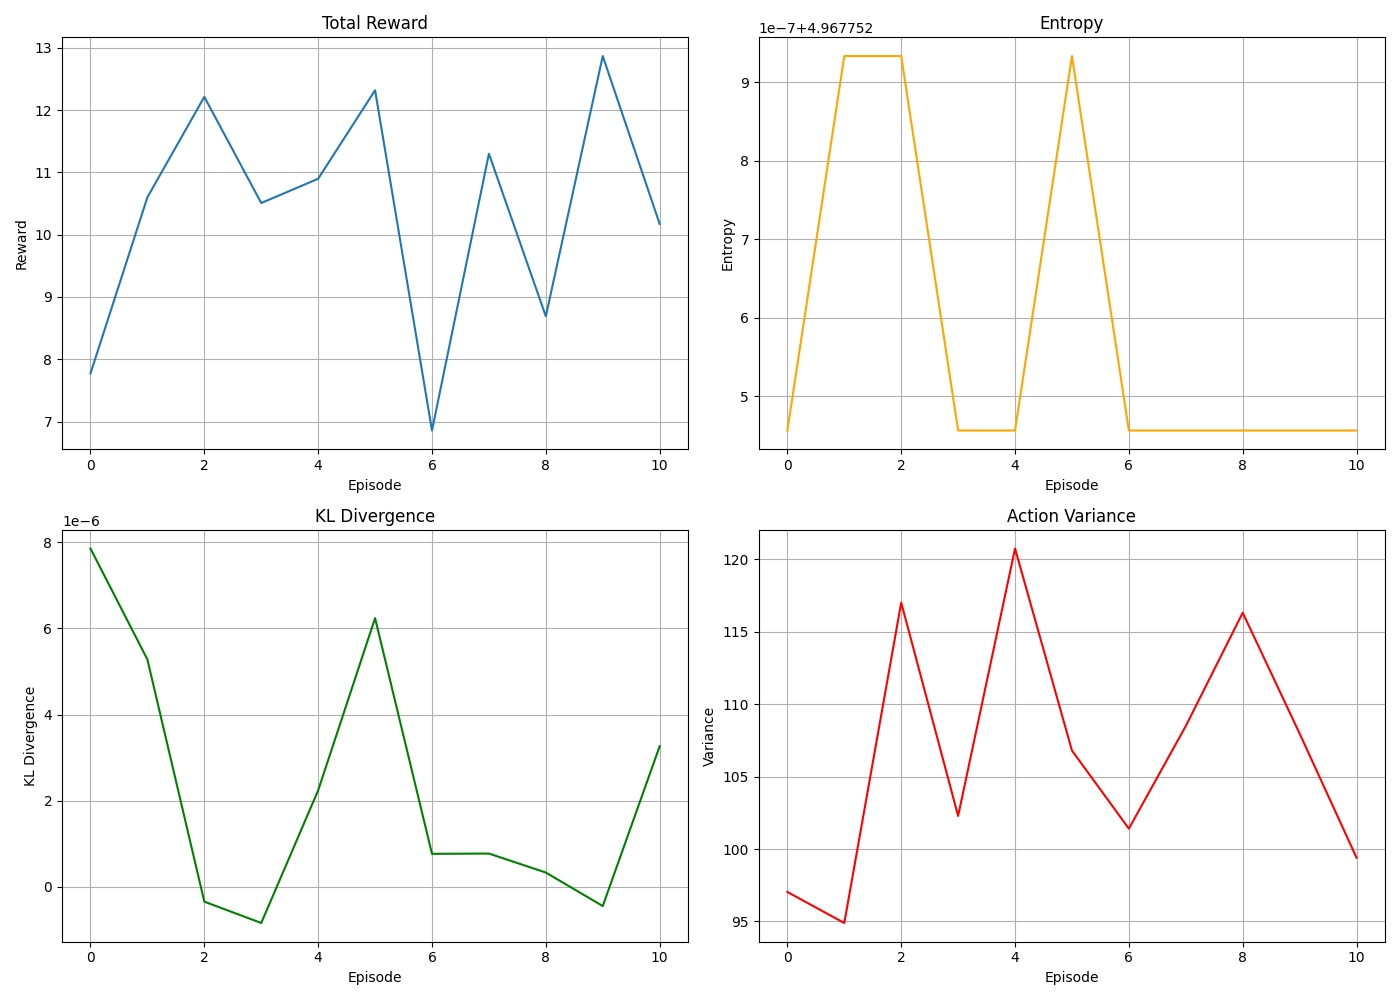 Total Reward
13
12
11
10
9
8
7
Reward
0 2 4 6 8 10
Episode
Entropy
1e−7+4.967752
9
8
7
6
5
Entropy
0 2 4 6 8 10
Episode
KL Divergence
1e−6
8
6
4
2
0
KL Divergence
0 2 4 6 8 10
Episode
Action Variance
120
115
110
105
100
95
Variance
0 2 4 6 8 10
Episode